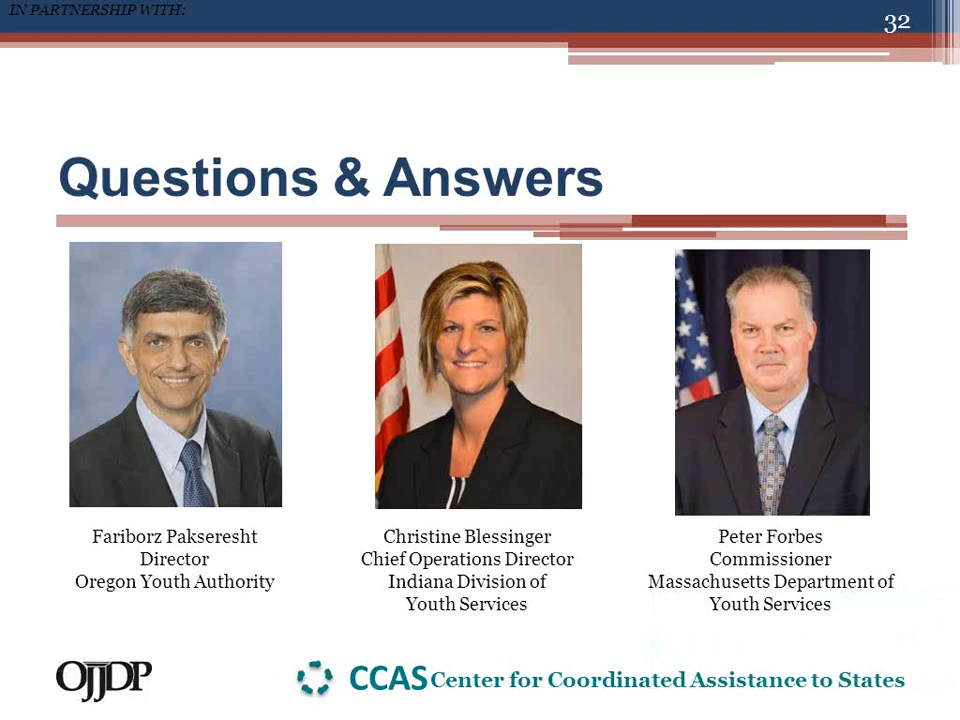 IN PARTNERSHIP WITH:
32
Questions & Answers
Fariborz Pakseresht
Director
Oregon Youth Authority
Christine Blessinger
Chief Operations Director
Indiana Division of
Youth Services
Peter Forbes
Commissioner
Massachusetts Department of
Youth Services
OJJDP
CCAS Center for Coordinated Assistance to States